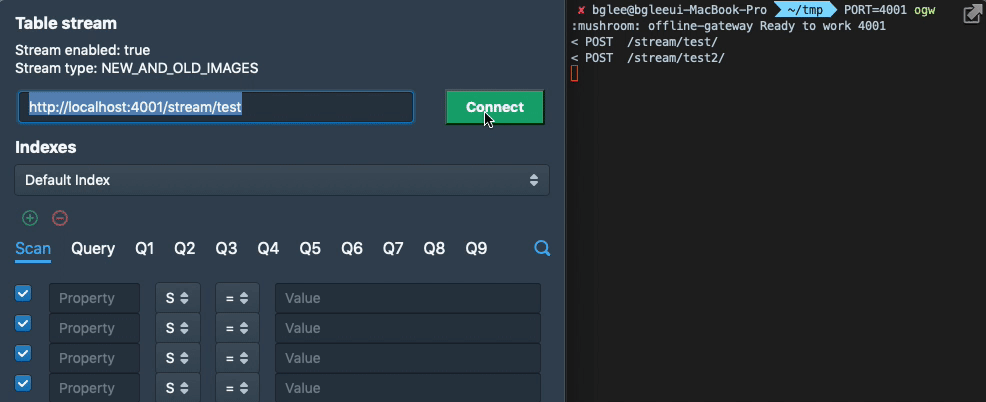 Table stream
Stream enabled: true
Stream type: NEW_AND_OLD_IMAGES
http://localhost:4001/stream/test
Connect
Indexes
Default Index
Scan Query Q1 Q2 Q3 Q4 Q5 Q6 Q7 Q8 Q9
Property S = Value
Property S = Value
Property S = Value
Property S = Value
✘ bglee@bgleeui-MacBook-Pro ~/tmp PORT=4001 ogw
:mushroom: offline-gateway Ready to work 4001
< POST /stream/test/
< POST /stream/test2/